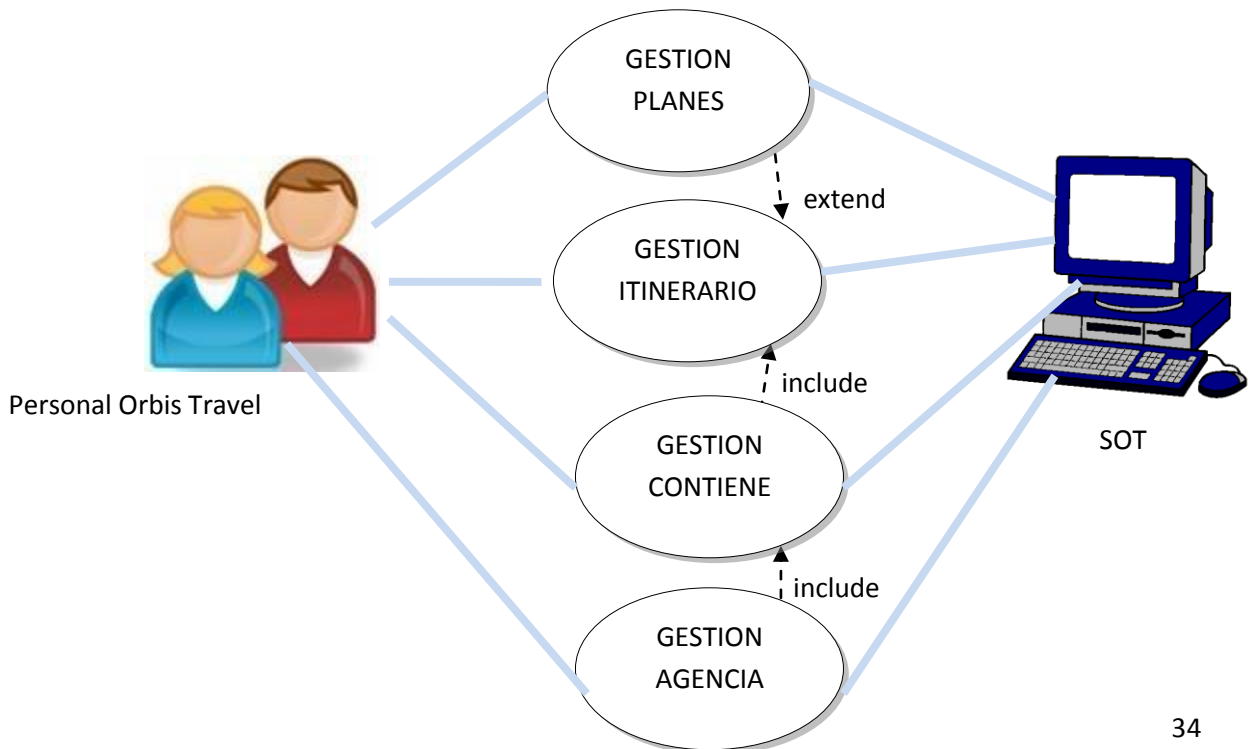 GESTION
PLANES
extend
GESTION
ITINERARIO
include
Personal Orbis Travel
GESTION
CONTIENE
SOT
include
GESTION
AGENCIA
34